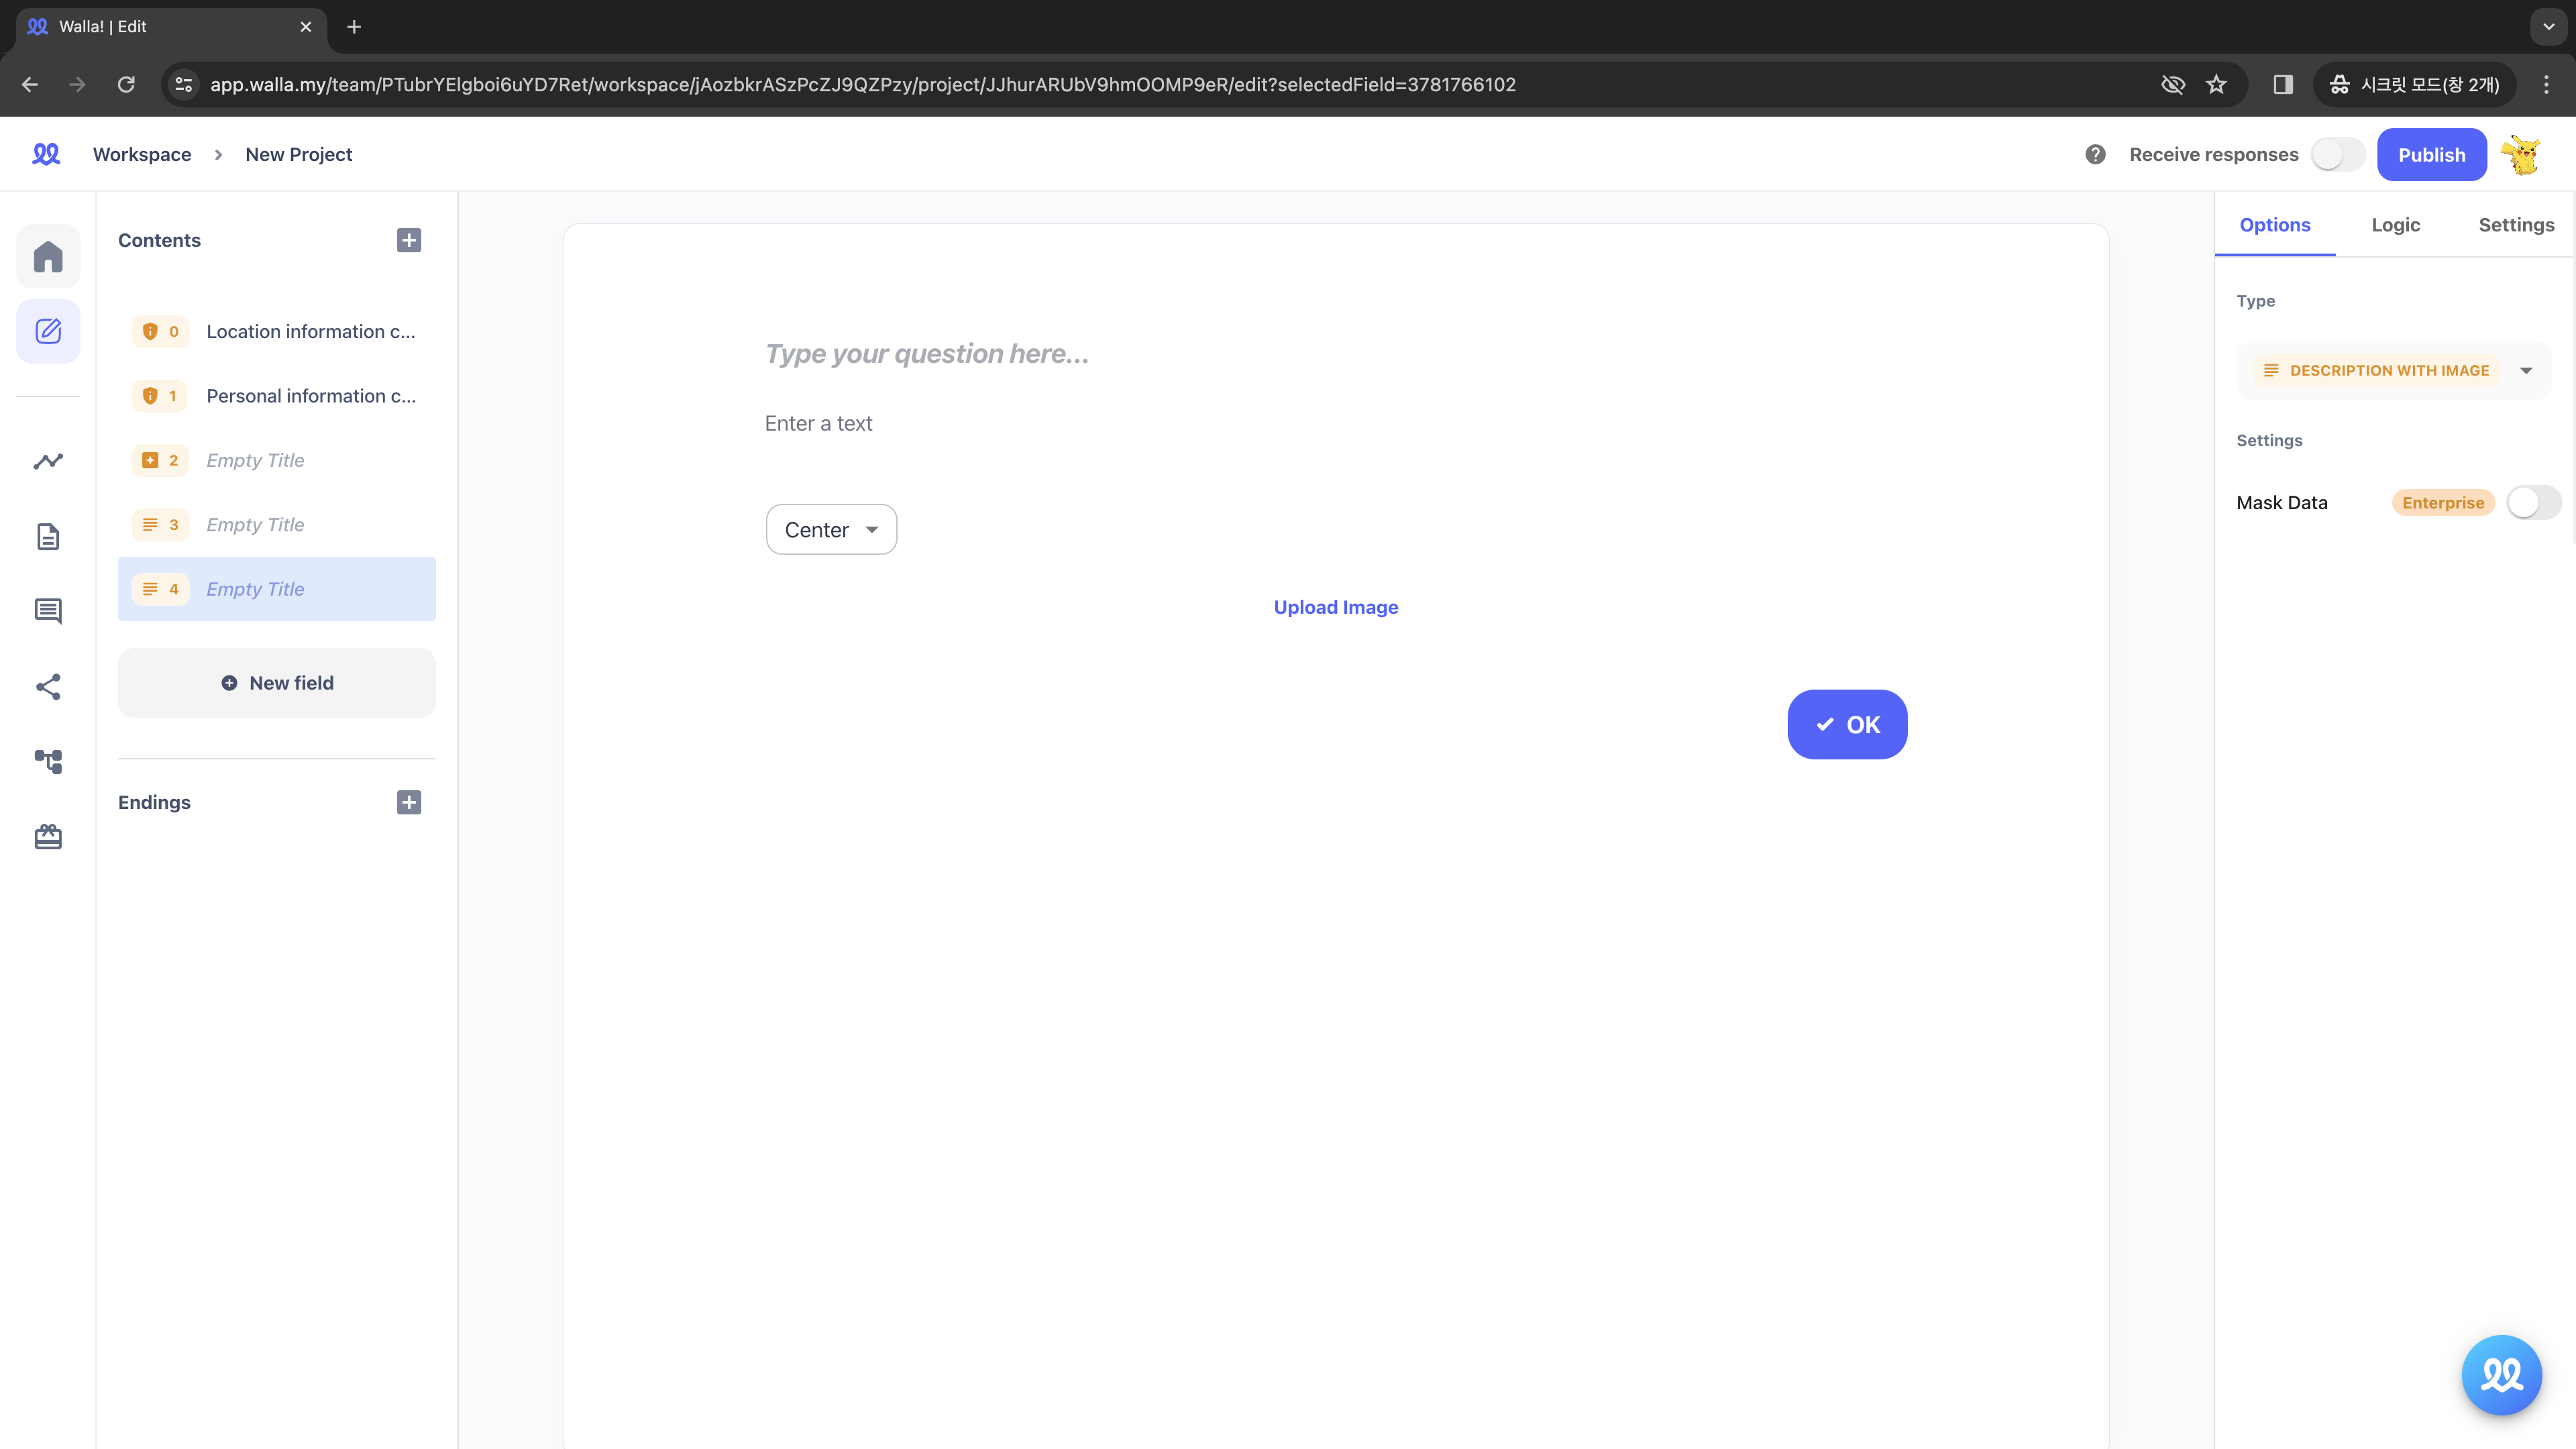 Walla! | Edit
app.walla.my/team/PTubrYElgboi6uYD7Ret/workspace/jAozbkrASzPcZJ9QZPzy/project/JJhurARUbV9hmOOMP9eR/edit?selectedField=3781766102
시크릿 모드(창 2개)
Workspace > New Project
Receive responses
Publish
Contents
0 Location information c...
1 Personal information c...
2 Empty Title
3 Empty Title
4 Empty Title
New field
Endings
Type your question here...
Enter a text
Center
Upload Image
OK
Options Logic Settings
Type
DESCRIPTION WITH IMAGE
Settings
Mask Data Enterprise